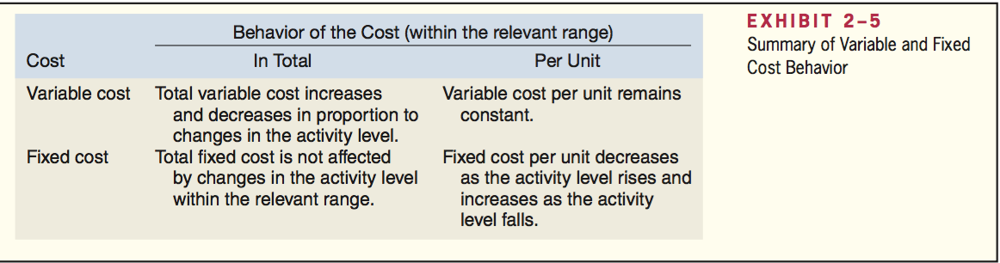 Behavior of the Cost (within the relevant range)
Cost In Total Per Unit
Variable cost Total variable cost increases
and decreases in proportion to
changes in the activity level.
Variable cost per unit remains
constant.
Fixed cost Total fixed cost is not affected
by changes in the activity level
within the relevant range.
Fixed cost per unit decreases
as the activity level rises and
increases as the activity
level falls.
EXHIBIT 2–5
Summary of Variable and Fixed
Cost Behavior